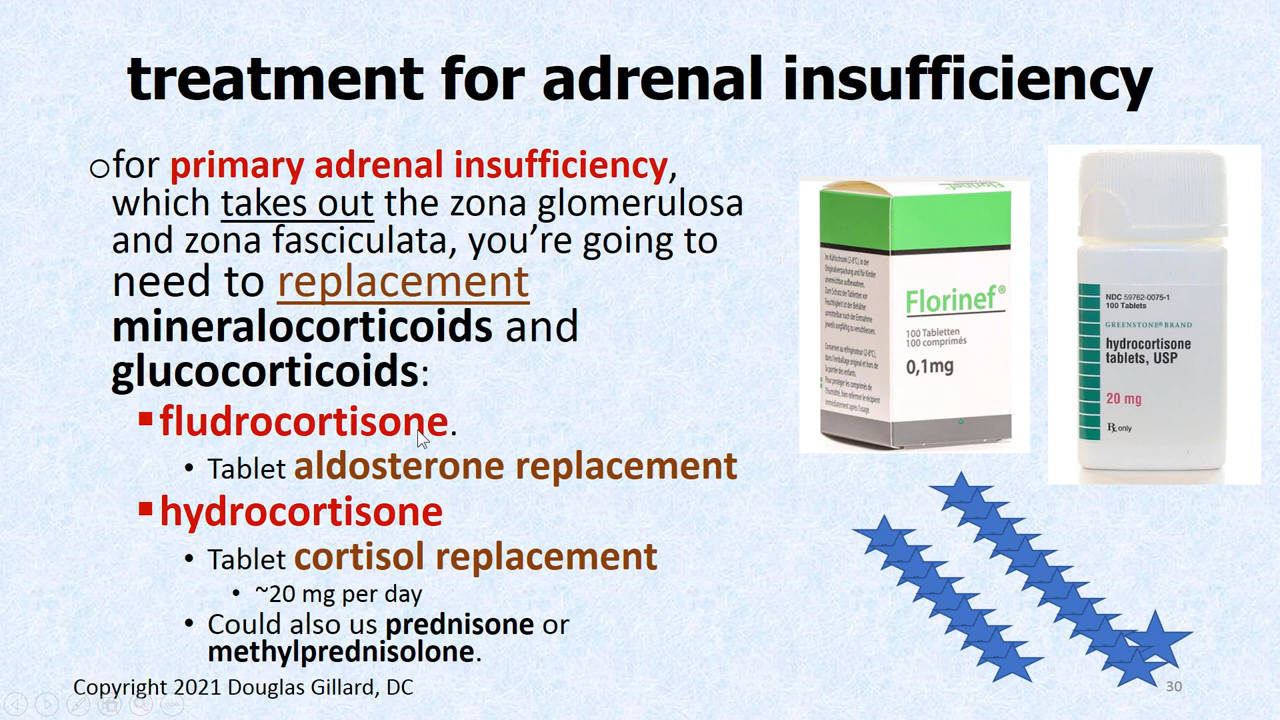 treatment for adrenal insufficiency
for primary adrenal insufficiency,
which takes out the zona glomerulosa
and zona fasciculata, you’re going to
need to replacement
mineralocorticoids and
glucocorticoids:
fludrocortisone.
• Tablet aldosterone replacement
hydrocortisone
• Tablet cortisol replacement
• ~20 mg per day
• Could also us prednisone or
methylprednisolone.
Copyright 2021 Douglas Gillard, DC
Florinef®
100 Tabletten
100 comprimés
0,1mg
NDC 59762-0075-1
100 Tablets
GREENSTONE® BRAND
hydrocortisone
tablets, USP
20 mg
Rx only
30